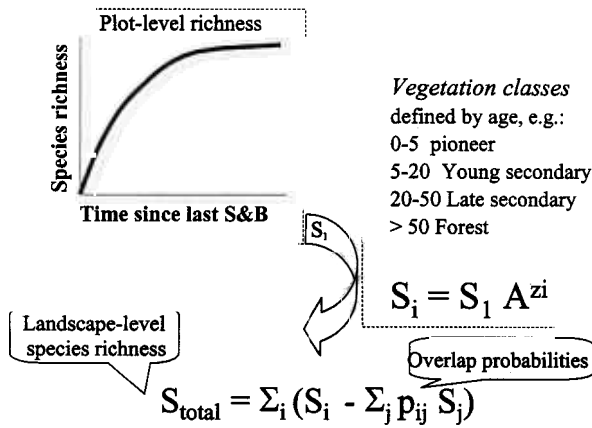 Plot-level richness
Species richness
Time since last S&B
Vegetation classes
defined by age, e.g.:
0-5 pioneer
5-20 Young secondary
20-50 Late secondary
> 50 Forest
S₁
Sᵢ = S₁ A^zi
Landscape-level
species richness
Overlap probabilities
S_total = Σᵢ (Sᵢ - Σⱼ pᵢⱼ Sⱼ)